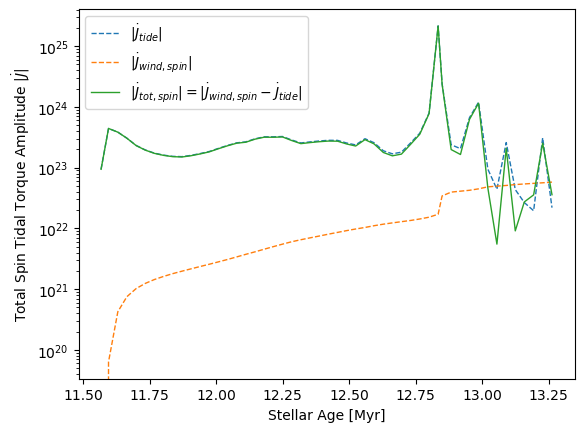 |J̇_{tide}|
|J̇_{wind, spin}|
|J̇_{tot, spin}| = |J̇_{wind, spin} − J̇_{tide}|
10^{25}
10^{24}
10^{23}
10^{22}
10^{21}
10^{20}
Total Spin Tidal Torque Amplitude |J̇|
11.50 11.75 12.00 12.25 12.50 12.75 13.00 13.25
Stellar Age [Myr]